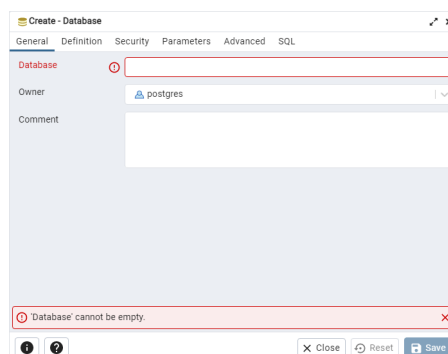 Create - Database
General Definition Security Parameters Advanced SQL
Database
Owner postgres
Comment
'Database' cannot be empty.
Close Reset Save